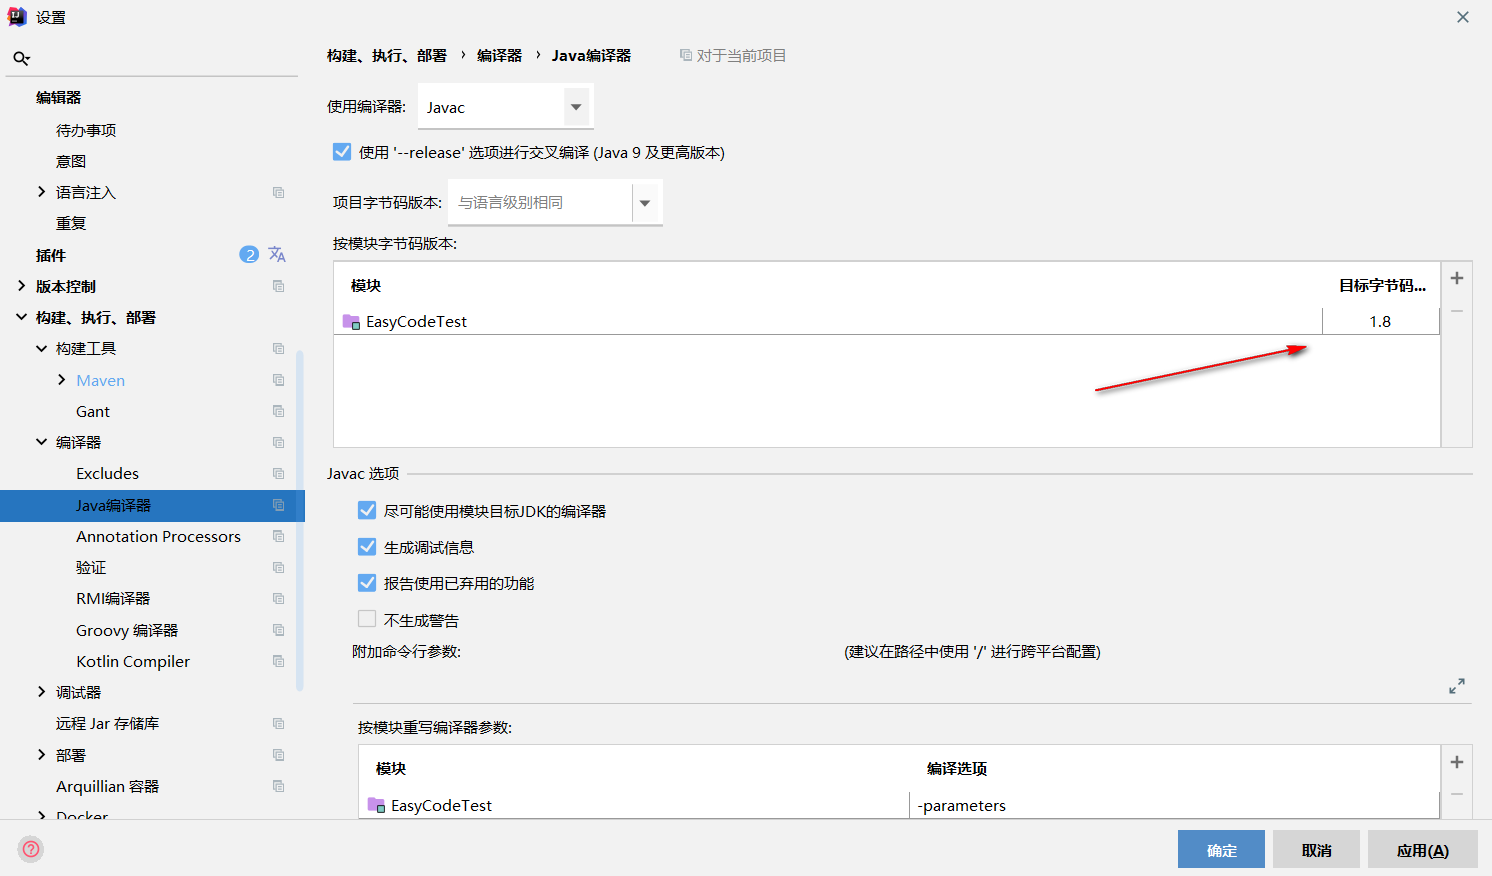 设置
编辑器
待办事项
意图
语言注入
重复
插件 2
版本控制
构建、执行、部署
构建工具
Maven
Gant
编译器
Excludes
Java编译器
Annotation Processors
验证
RMI编译器
Groovy 编译器
Kotlin Compiler
调试器
远程 Jar 存储库
部署
Arquillian 容器
Docker
构建、执行、部署 › 编译器 › Java编译器 对于当前项目
使用编译器: Javac
使用 '--release' 选项进行交叉编译 (Java 9 及更高版本)
项目字节码版本: 与语言级别相同
按模块字节码版本:
模块 目标字节码...
EasyCodeTest 1.8
Javac 选项
尽可能使用模块目标JDK的编译器
生成调试信息
报告使用已弃用的功能
不生成警告
附加命令行参数: (建议在路径中使用 '/' 进行跨平台配置)
按模块重写编译器参数:
模块 编译选项
EasyCodeTest -parameters
确定 取消 应用(A)